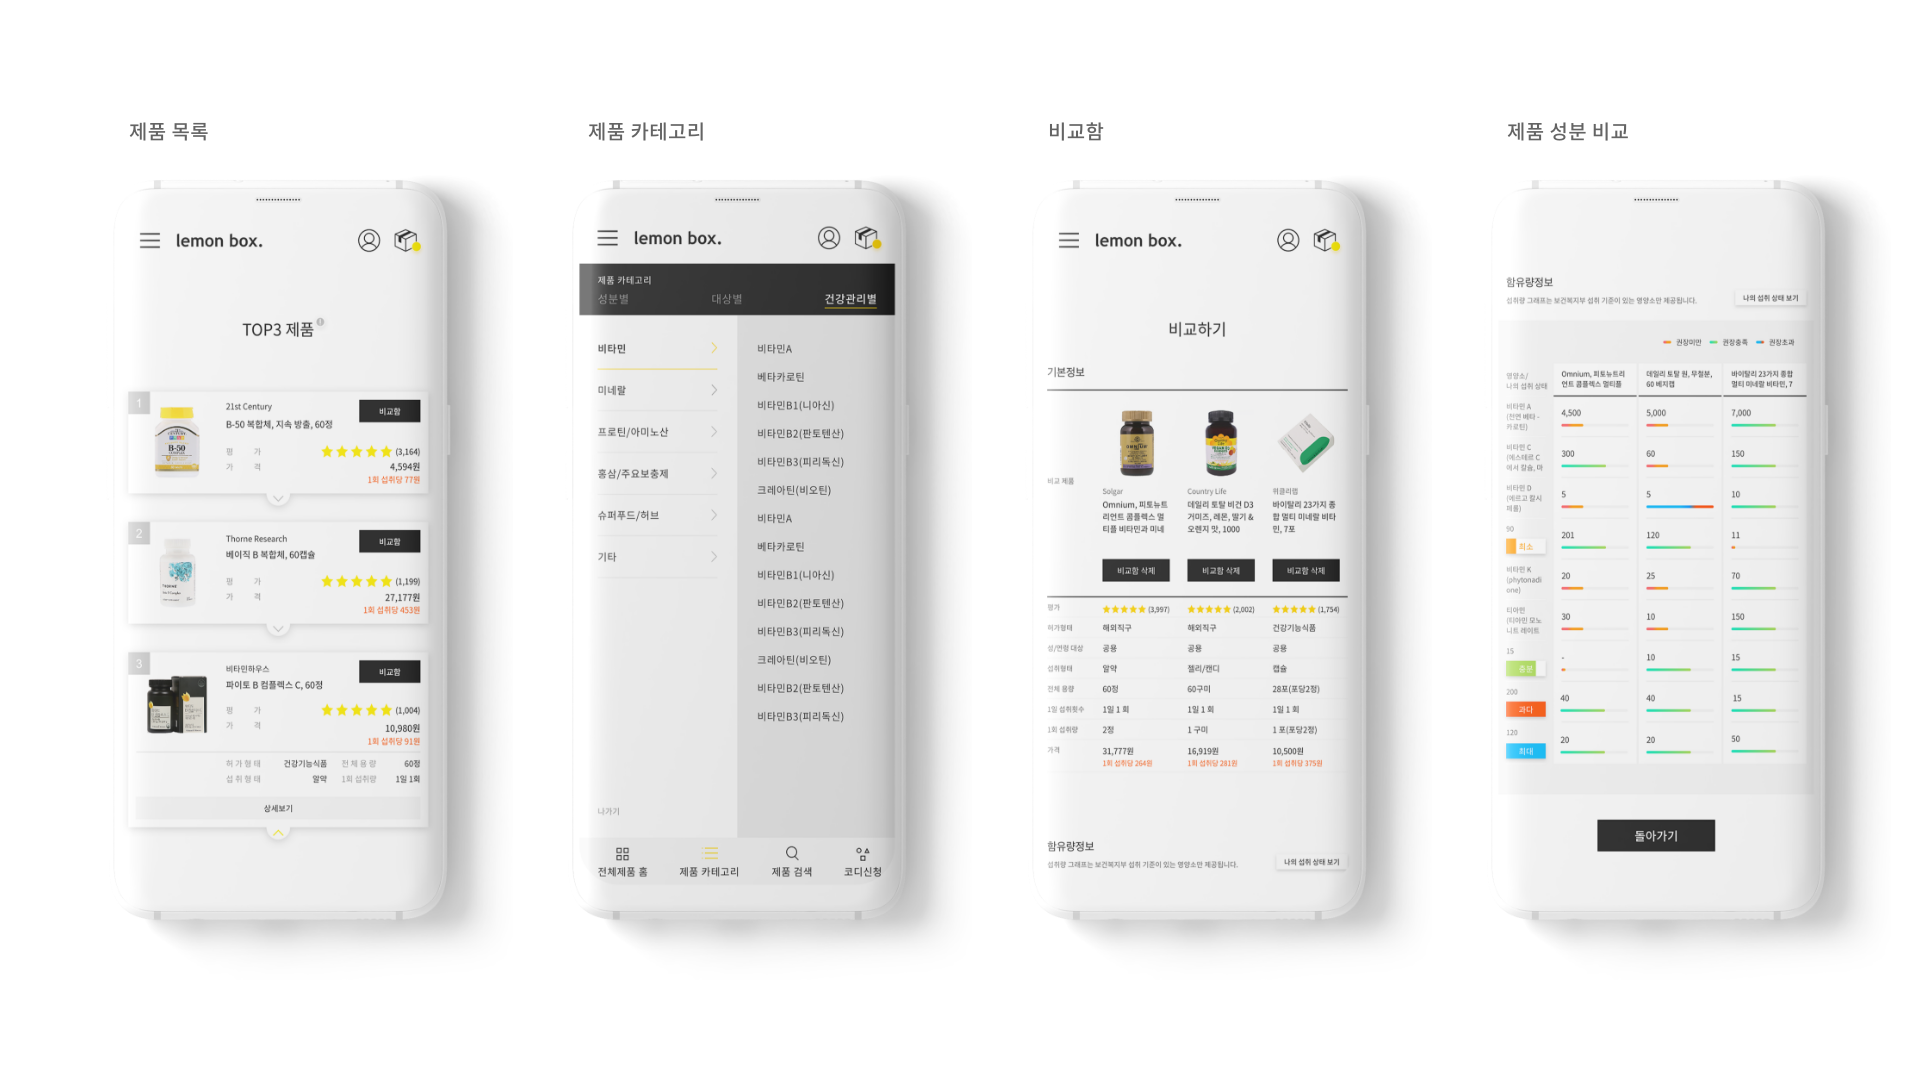 제품 목록
lemon box.
TOP3 제품
1
21st Century
비교함
B-50 복합체, 지속 방출, 60정
평 가
(3,164)
가 격
4,594원
1회 섭취당 77원
B-50
2
Thorne Research
비교함
베이직 B 복합체, 60캡슐
평 가
(1,199)
가 격
27,177원
1회 섭취당 453원
3
비타민하우스
비교함
파이토 B 컴플렉스 C, 60정
평 가
(1,004)
가 격
10,980원
1회 섭취당 91원
허가형태 건강기능식품 전체용량 60정
섭취형태 알약 1회 섭취량 1일 1회
상세보기
제품 카테고리
lemon box.
제품 카테고리
성분별 대상별 건강관리별
비타민
미네랄
프로틴/아미노산
홍삼/주요보충제
슈퍼푸드/허브
기타
나가기
비타민A
베타카로틴
비타민B1(니아신)
비타민B2(판토텐산)
비타민B3(피리독신)
크레아틴(비오틴)
비타민A
베타카로틴
비타민B1(니아신)
비타민B2(판토텐산)
비타민B3(피리독신)
크레아틴(비오틴)
비타민B2(판토텐산)
비타민B3(피리독신)
전체제품 홈 제품 카테고리 제품 검색 코디신청
비교함
lemon box.
비교하기
기본정보
비교 제품
Solgar
Omnium, 피토뉴트
리언트 콤플렉스 멀
티플 비타민과 미네
비교함 삭제
Country Life
데일리 토탈 비건 D3
거미즈, 레몬, 딸기 &
오렌지 맛, 1000
비교함 삭제
위클리랩
바이탈리 23가지 종
합 멀티 미네랄 비타
민, 7포
비교함 삭제
평가 (3,997) (2,002) (1,754)
허가형태 해외직구 해외직구 건강기능식품
성/연령 대상 공용 공용 공용
섭취형태 알약 젤리/캔디 캡슐
전체 용량 60정 60구미 28포(포당2정)
1일 섭취횟수 1일 1 회 1일 1 회 1일 1 회
1회 섭취량 2정 1 구미 1 포(포당2정)
가격 31,777원 16,919원 10,500원
1회 섭취당 264원 1회 섭취당 281원 1회 섭취당 375원
함유량정보
섭취량 그래프는 보건복지부 섭취 기준이 있는 영양소만 제공됩니다.
나의 섭취 상태 보기
제품 성분 비교
함유량정보
섭취량 그래프는 보건복지부 섭취 기준이 있는 영양소만 제공됩니다.
나의 섭취 상태 보기
권장미만 권장충족 권장초과
영양소/
나의 섭취 상태
Omnium, 피토뉴트리
언트 콤플렉스 멀티플
데일리 토탈 원, 무철분,
60 베지캡
바이탈리 23가지 종합
멀티 미네랄 비타민, 7
비타민 A
(천연 베타 -
카로틴)
4,500 5,000 7,000
비타민 C
(에스테르 C
에서 칼슘, 마
300 60 150
비타민 D
(에르고 칼시
페롤)
5 5 10
90
최소
201 120 11
비타민 K
(phytonadi
one)
20 25 70
티아민
(티아민 모노
니트 레이트
30 10 150
15
충분
- 10 15
200
과다
40 40 15
120
최대
20 20 50
돌아가기